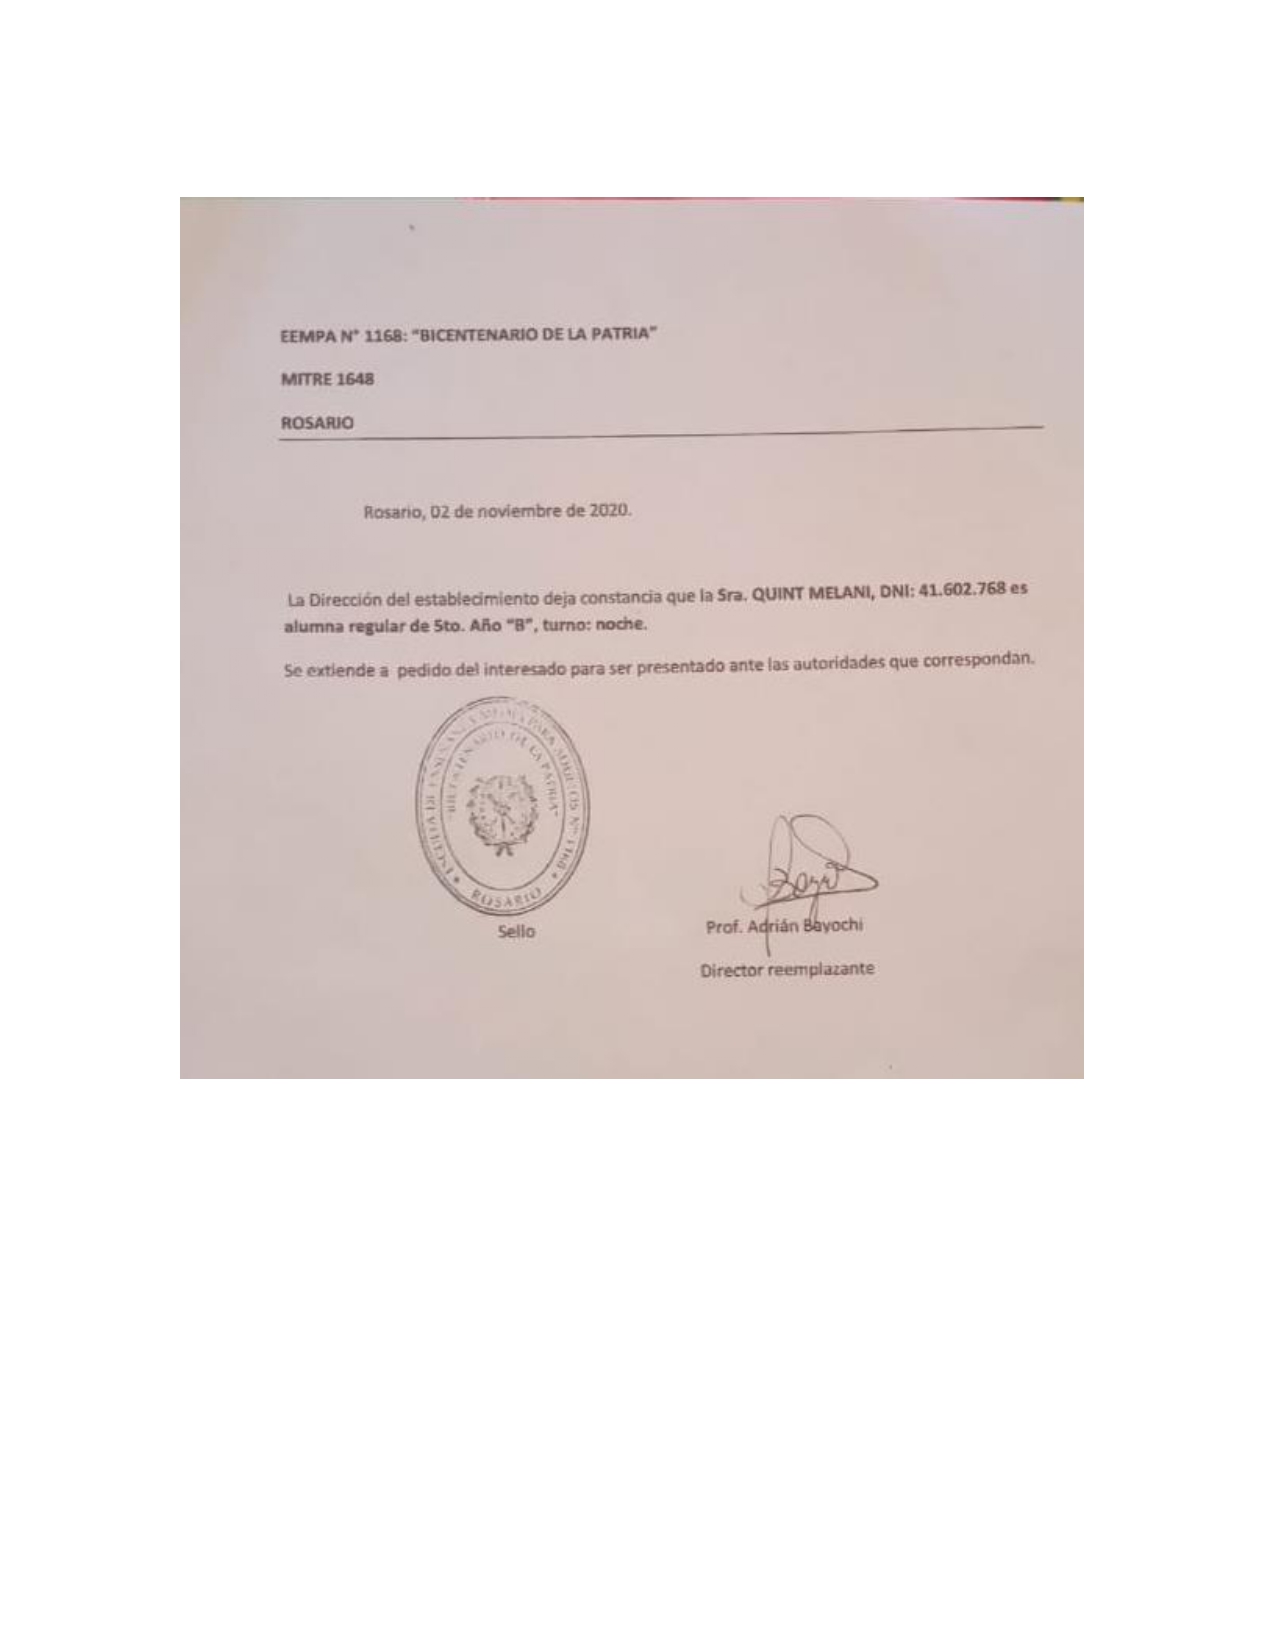 EEMPA N° 1168: "BICENTENARIO DE LA PATRIA"
MITRE 1648
ROSARIO
Rosario, 02 de noviembre de 2020.
La Dirección del establecimiento deja constancia que la Sra. QUINT MELANI, DNI: 41.602.768 es
alumna regular de 5to. Año "B", turno: noche.
Se extiende a pedido del interesado para ser presentado ante las autoridades que correspondan.
ESCUELA DE ENSEÑANZA MEDIA PARA ADULTOS N° 1168
"BICENTENARIO DE LA PATRIA"
ROSARIO
Sello
Prof. Adrián Bayochi
Director reemplazante